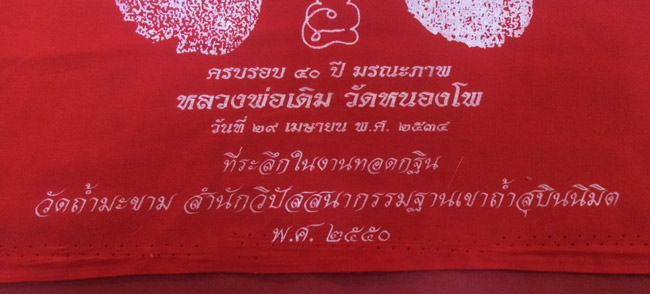 ครบรอบ ๔๐ ปี มรณะภาพ
หลวงพ่อเดิม วัดหนองโพ
วันที่ ๒๙ เมษายน พ.ศ. ๒๕๓๔
ที่ระลึกในงานทอดกฐิน
วัดถ้ำมะขาม สำนักวิปัสสนากรรมฐานเขาถ้ำสุบินนิมิต
พ.ศ. ๒๕๕๐